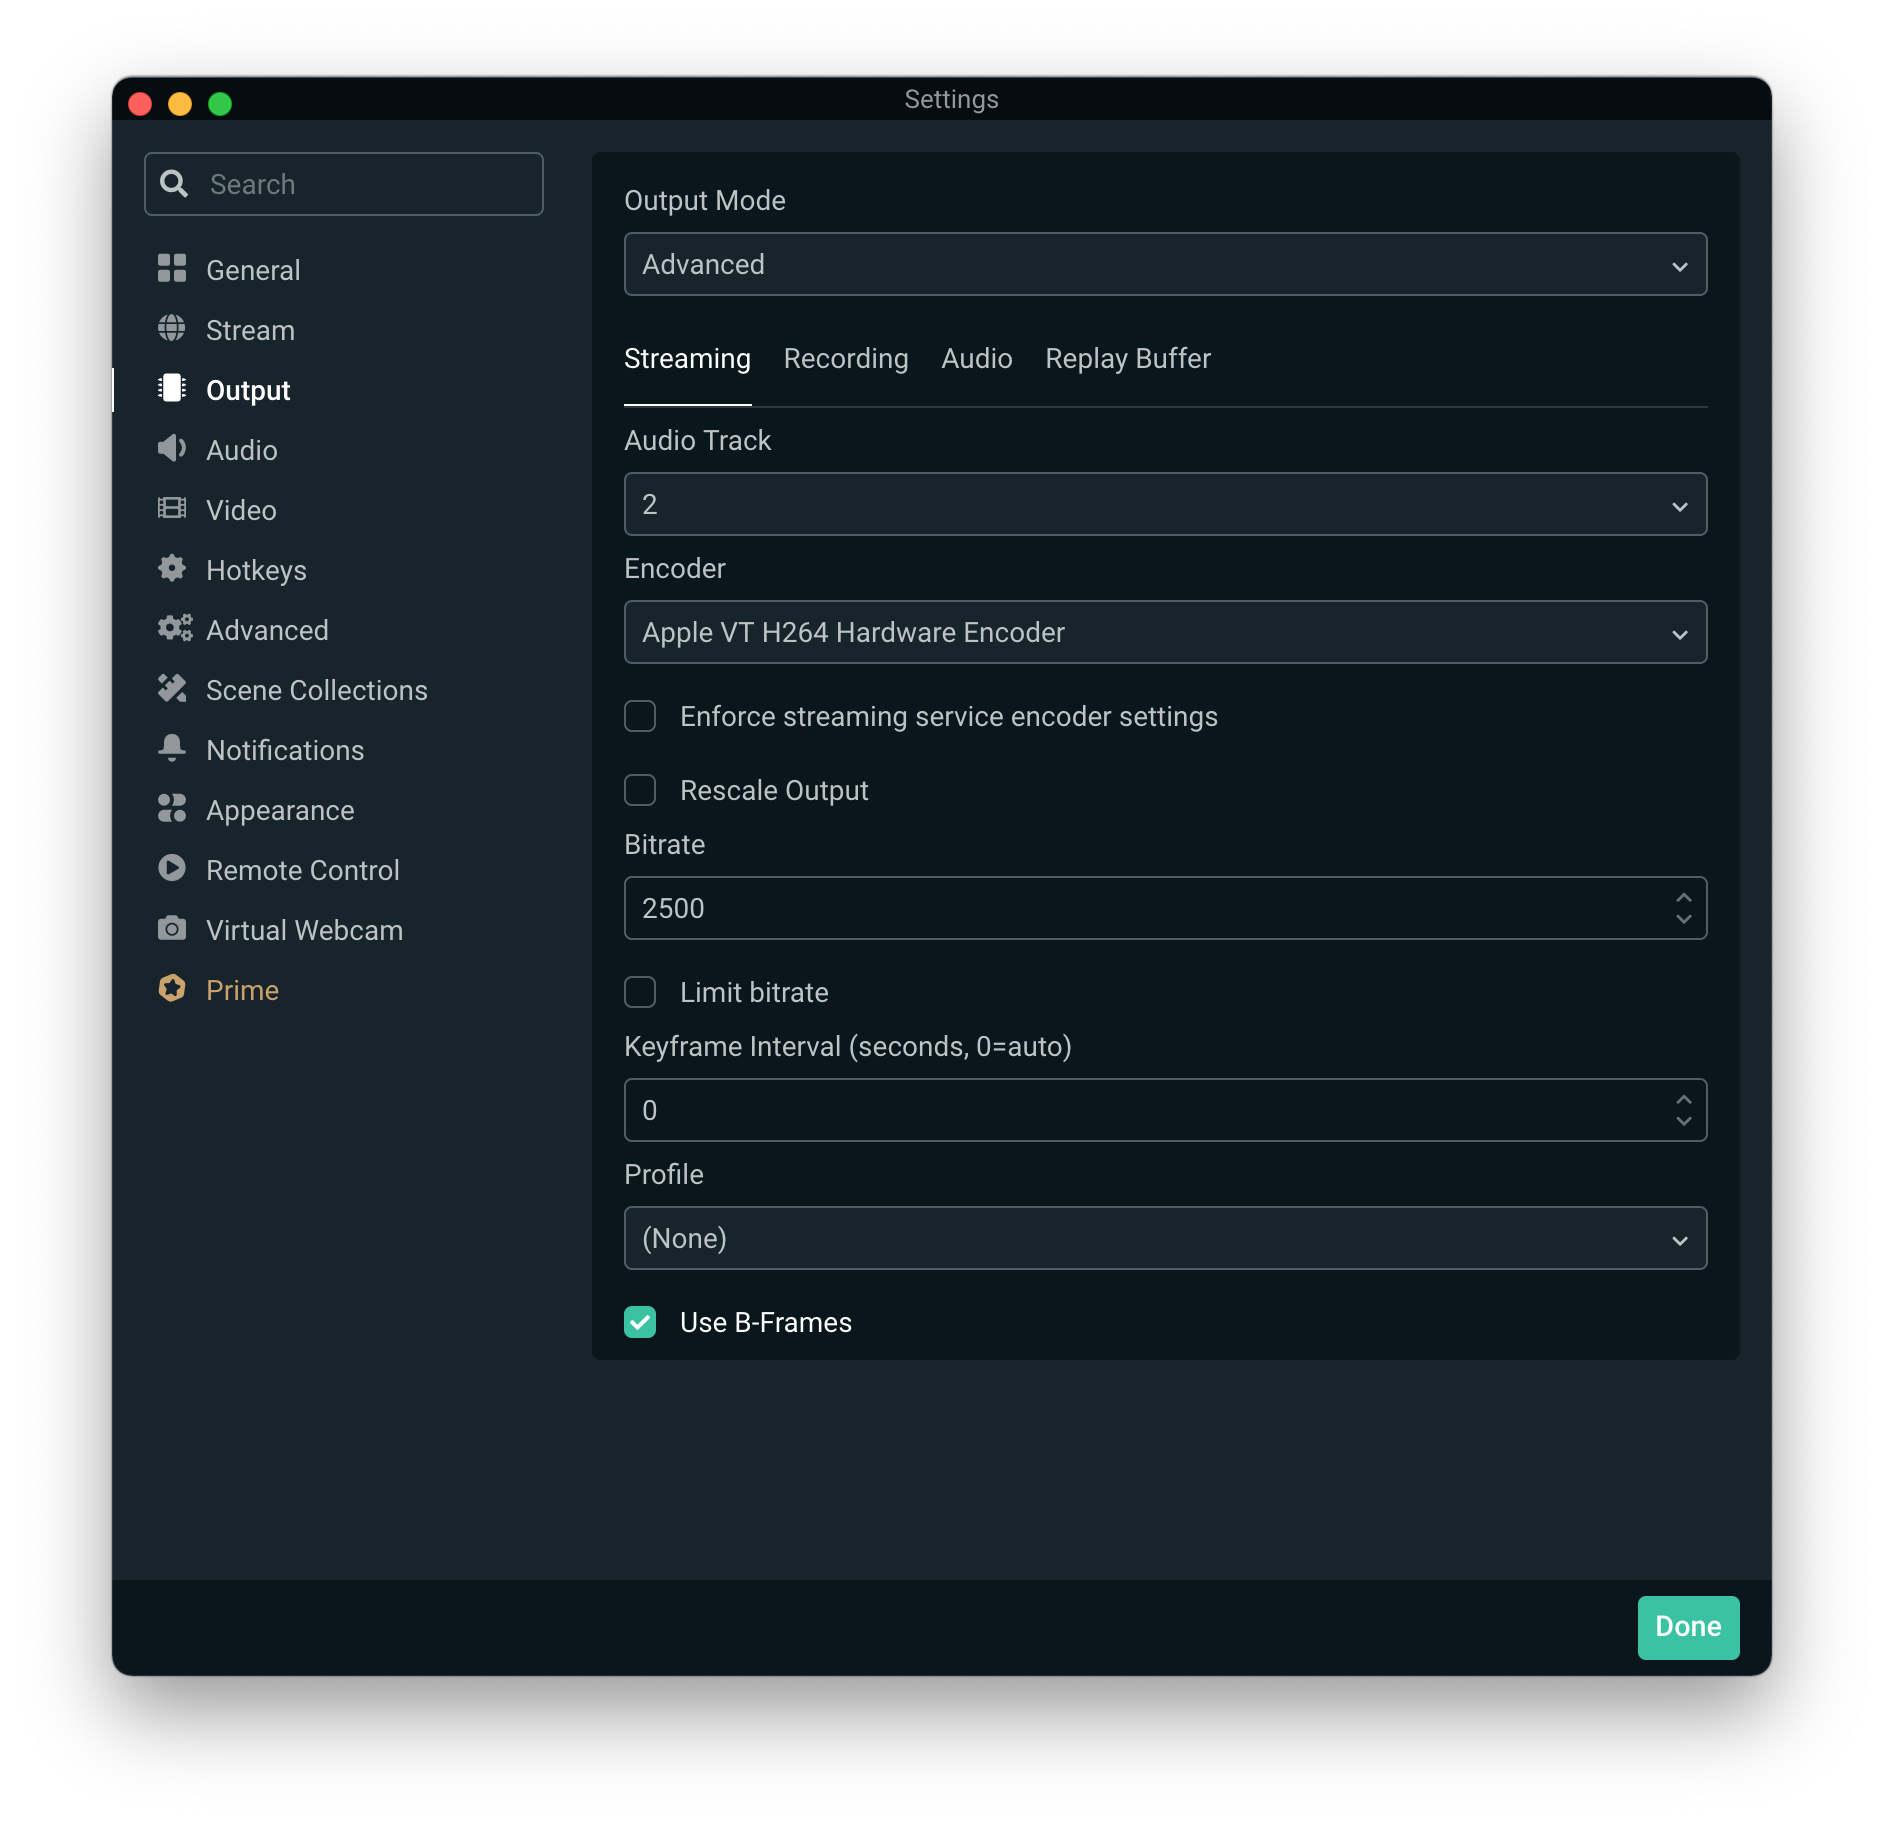 Settings
Search
General
Stream
Output
Audio
Video
Hotkeys
Advanced
Scene Collections
Notifications
Appearance
Remote Control
Virtual Webcam
Prime
Output Mode
Advanced
Streaming Recording Audio Replay Buffer
Audio Track
2
Encoder
Apple VT H264 Hardware Encoder
Enforce streaming service encoder settings
Rescale Output
Bitrate
2500
Limit bitrate
Keyframe Interval (seconds, 0=auto)
0
Profile
(None)
Use B-Frames
Done